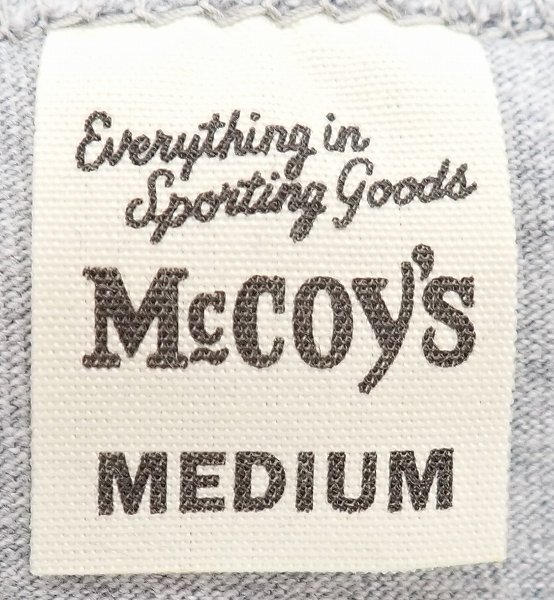 Everything in
Sporting Goods
McCOY'S
MEDIUM